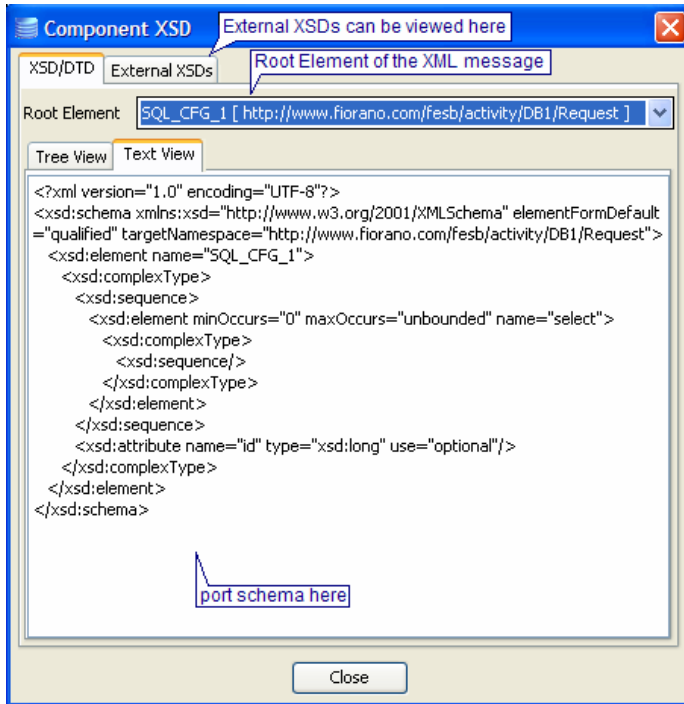 Component XSD
External XSDs can be viewed here
XSD/DTD
External XSDs
Root Element of the XML message
Root Element
SQL_CFG_1 [ http://www.fiorano.com/fesb/activity/DB1/Request ]
Tree View
Text View
<?xml version="1.0" encoding="UTF-8"?>
<xsd:schema xmlns:xsd="http://www.w3.org/2001/XMLSchema" elementFormDefault
="qualified" targetNamespace="http://www.fiorano.com/fesb/activity/DB1/Request">
<xsd:element name="SQL_CFG_1">
<xsd:complexType>
<xsd:sequence>
<xsd:element minOccurs="0" maxOccurs="unbounded" name="select">
<xsd:complexType>
<xsd:sequence/>
</xsd:complexType>
</xsd:element>
</xsd:sequence>
<xsd:attribute name="id" type="xsd:long" use="optional"/>
</xsd:complexType>
</xsd:element>
</xsd:schema>
port schema here
Close